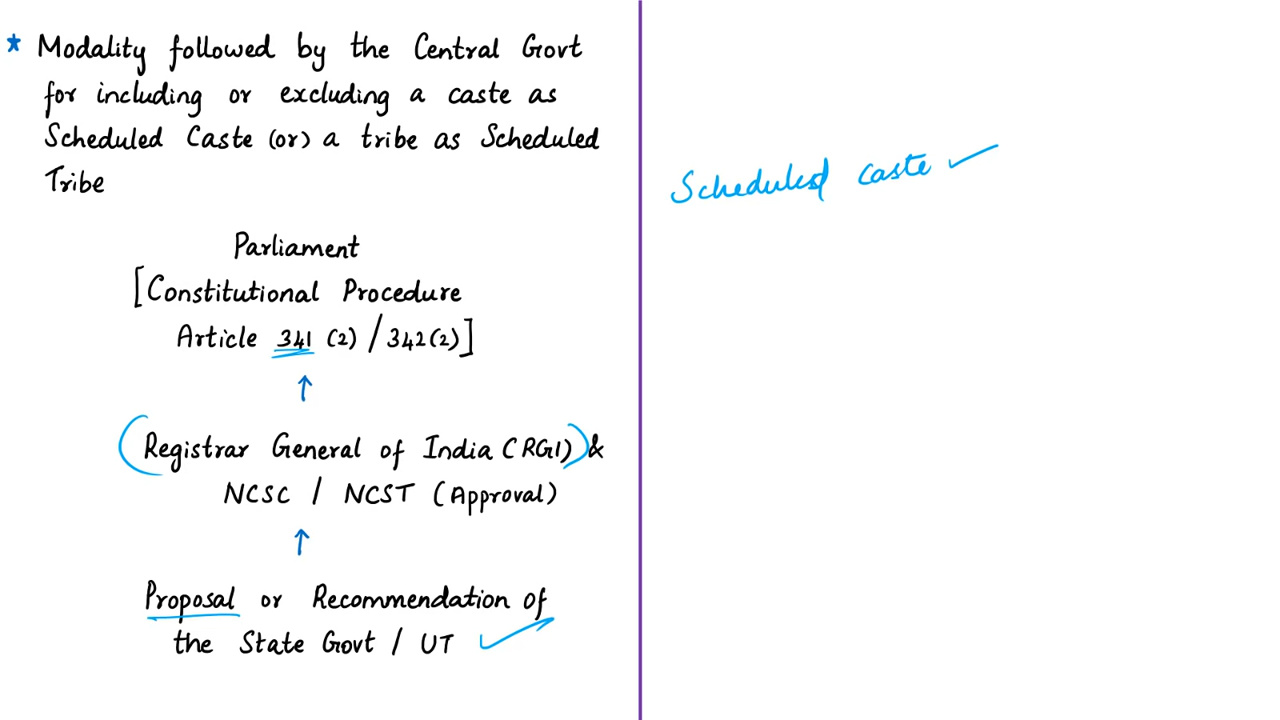 * Modality followed by the Central Govt
for including or excluding a caste as
Scheduled Caste (or) a tribe as Scheduled
Tribe
Parliament
[Constitutional Procedure
Article 341 (2) / 342(2)]
↑
(Registrar General of India (RGI)) &
NCSC / NCST (Approval)
↑
Proposal or Recommendation of
the State Govt / UT ✓
Scheduled caste ✓